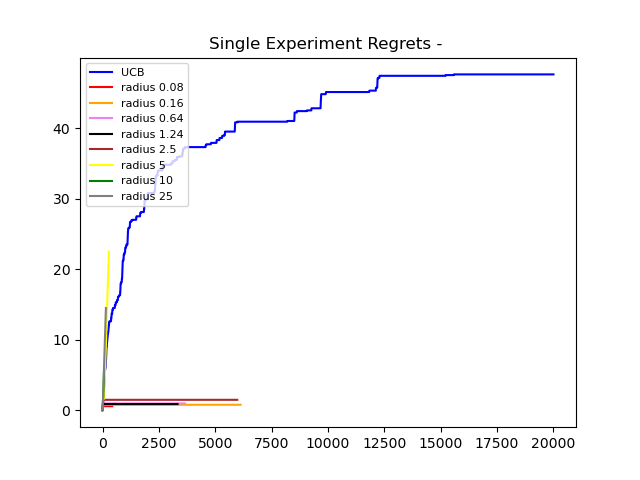 Single Experiment Regrets -
UCB
radius 0.08
radius 0.16
radius 0.64
radius 1.24
radius 2.5
radius 5
radius 10
radius 25
40
30
20
10
0
0 2500 5000 7500 10000 12500 15000 17500 20000